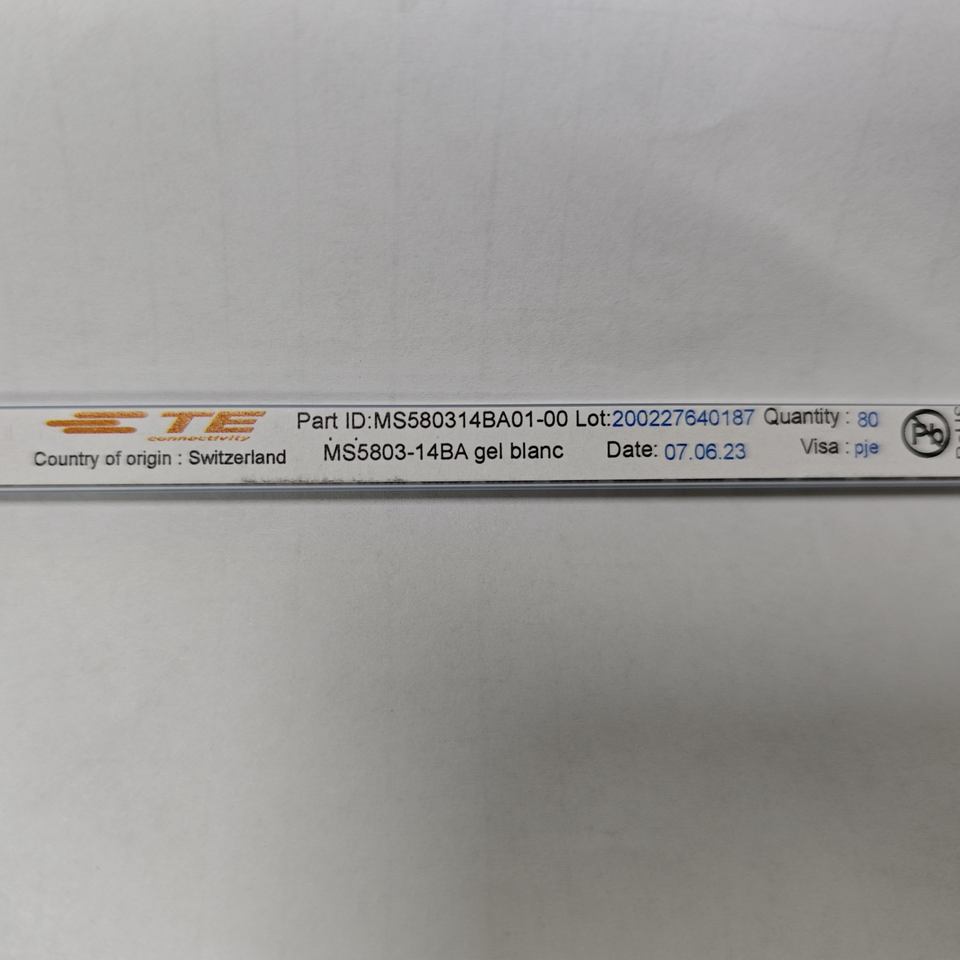 TE
connectivity
Country of origin : Switzerland
Part ID:MS580314BA01-00 Lot:200227640187 Quantity : 80
MS5803-14BA gel blanc Date: 07.06.23 Visa : pje
Pb